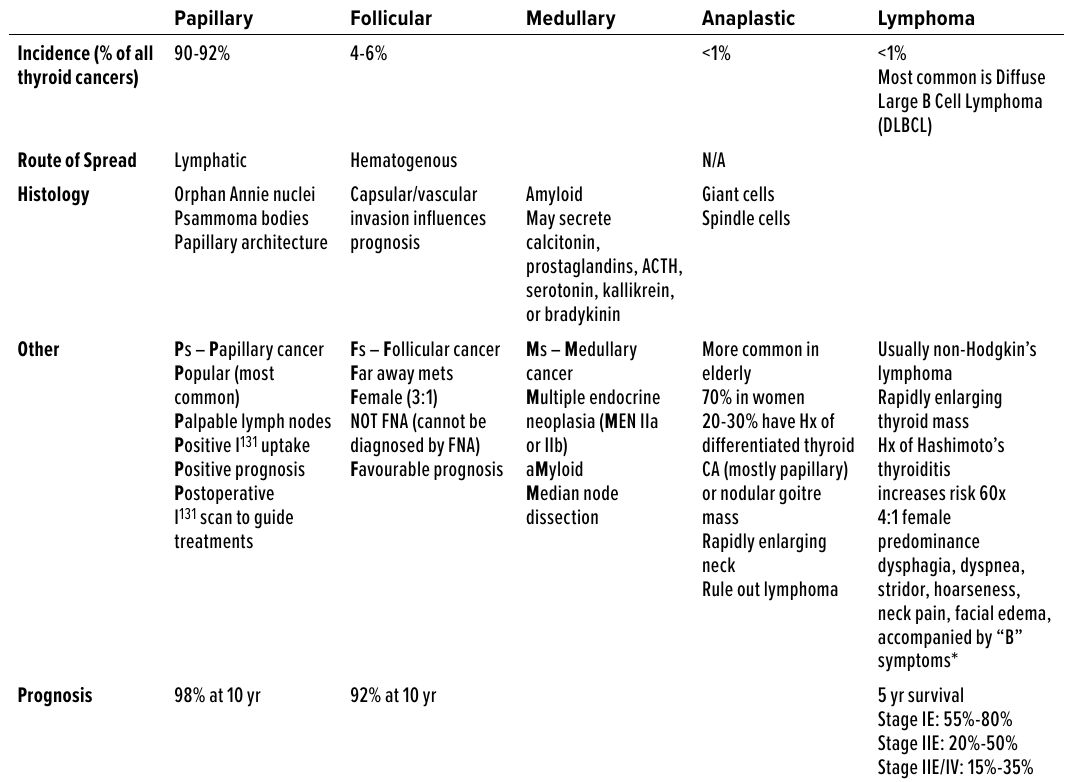 Papillary Follicular Medullary Anaplastic Lymphoma
Incidence (% of all
thyroid cancers)
90-92%
4-6%
<1%
<1%
Most common is Diffuse
Large B Cell Lymphoma
(DLBCL)
Route of Spread
Lymphatic
Hematogenous
N/A
Histology
Orphan Annie nuclei
Psammoma bodies
Papillary architecture
Capsular/vascular
invasion influences
prognosis
Amyloid
May secrete
calcitonin,
prostaglandins, ACTH,
serotonin, kallikrein,
or bradykinin
Giant cells
Spindle cells
Other
Ps – Papillary cancer
Popular (most
common)
Palpable lymph nodes
Positive I131 uptake
Positive prognosis
Postoperative
I131 scan to guide
treatments
Fs – Follicular cancer
Far away mets
Female (3:1)
NOT FNA (cannot be
diagnosed by FNA)
Favourable prognosis
Ms – Medullary
cancer
Multiple endocrine
neoplasia (MEN IIa
or IIb)
aMyloid
Median node
dissection
More common in
elderly
70% in women
20-30% have Hx of
differentiated thyroid
CA (mostly papillary)
or nodular goitre
mass
Rapidly enlarging
neck
Rule out lymphoma
Usually non-Hodgkin's
lymphoma
Rapidly enlarging
thyroid mass
Hx of Hashimoto's
thyroiditis
increases risk 60x
4:1 female
predominance
dysphagia, dyspnea,
stridor, hoarseness,
neck pain, facial edema,
accompanied by “B”
symptoms*
Prognosis
98% at 10 yr
92% at 10 yr
5 yr survival
Stage IE: 55%-80%
Stage IIE: 20%-50%
Stage IIE/IV: 15%-35%